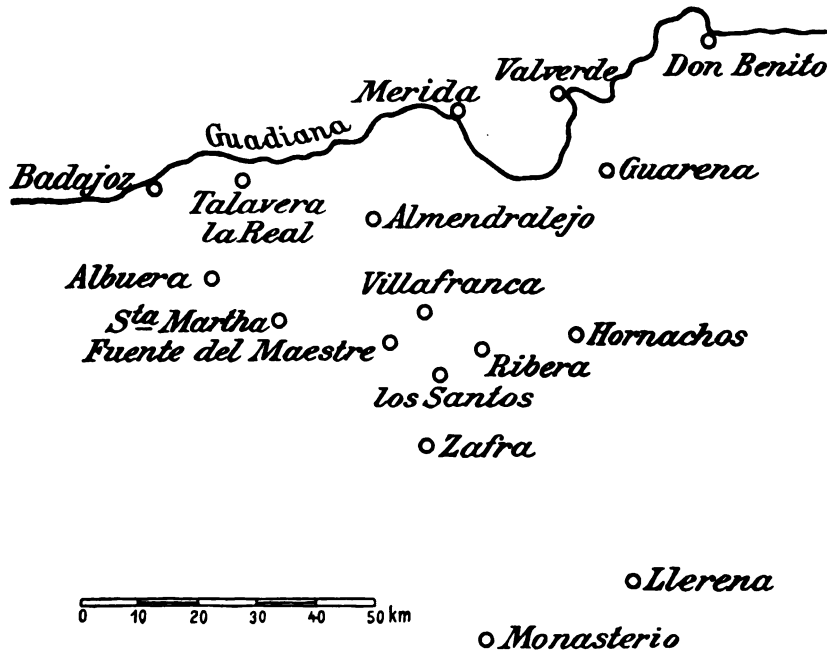 Don Benito
Valverde
Merida
Guadiana
Guarena
Badajoz
Talavera
la Real
Almendralejo
Albuera
Villafranca
Sta Martha
Hornachos
Fuente del Maestre
Ribera
los Santos
Zafra
Llerena
0 10 20 30 40 50 km
Monasterio